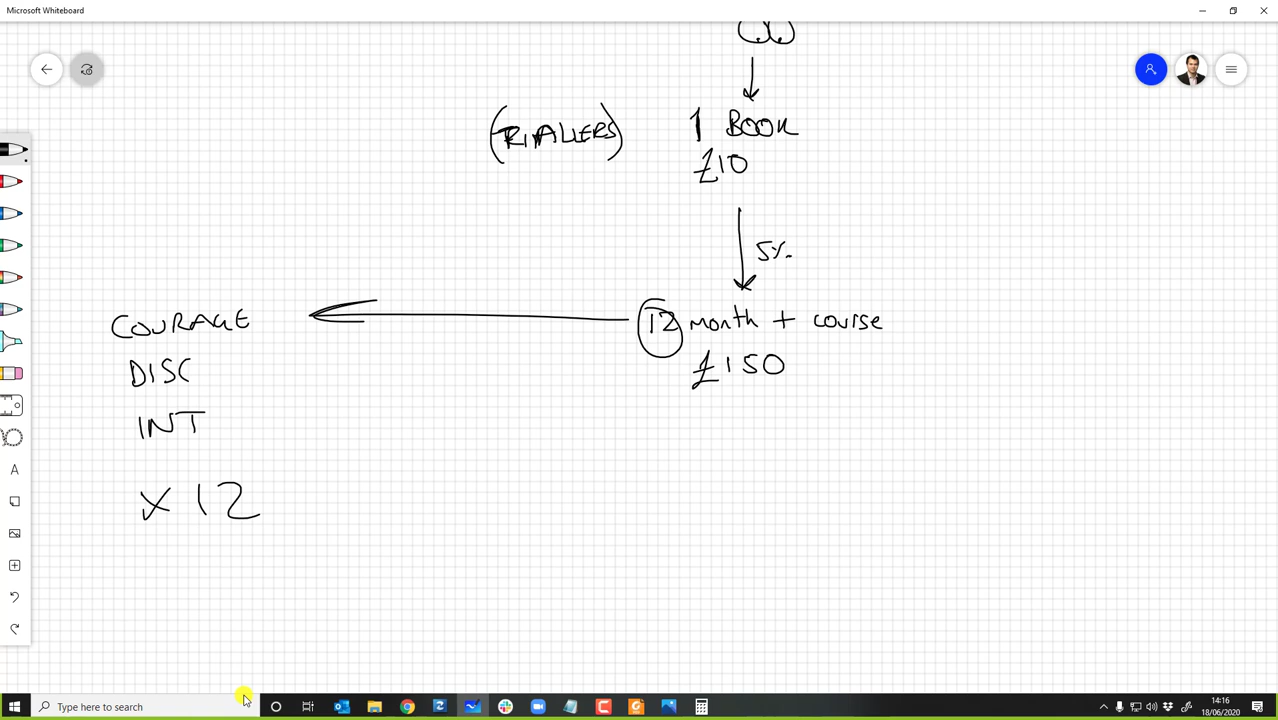 Microsoft Whiteboard
1 BOOK
£10
5%
COURAGE
12 month + course
DISC
£150
INT
X 12
A
Type here to search
14:16
18/06/2020